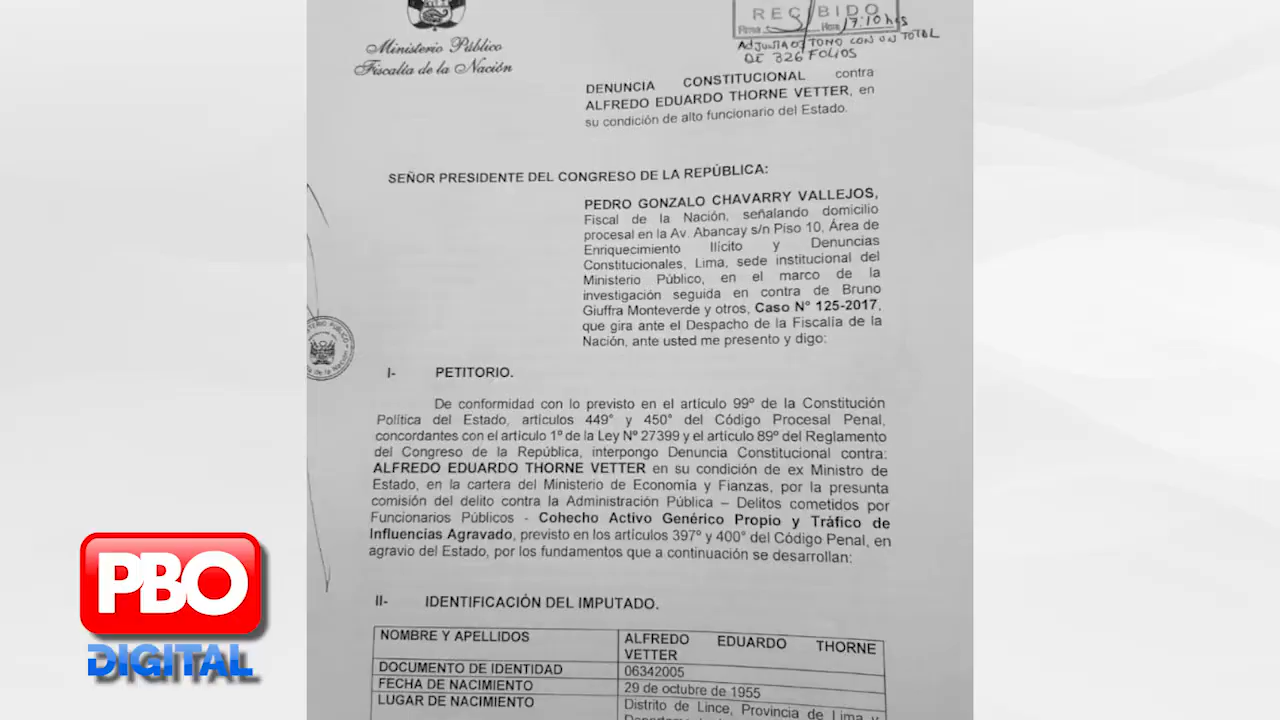 Ministerio Público
Fiscalía de la Nación
RECIBIDO
Hora 17:10 hrs
ADJUNTA 03 TOMO CON UN TOTAL
DE 326 FOLIOS
DENUNCIA CONSTITUCIONAL contra
ALFREDO EDUARDO THORNE VETTER, en
su condición de alto funcionario del Estado.
SEÑOR PRESIDENTE DEL CONGRESO DE LA REPÚBLICA:
PEDRO GONZALO CHAVARRY VALLEJOS,
Fiscal de la Nación, señalando domicilio
procesal en la Av. Abancay s/n Piso 10, Área de
Enriquecimiento Ilícito y Denuncias
Constitucionales, Lima, sede institucional del
Ministerio Público, en el marco de la
investigación seguida en contra de Bruno
Giuffra Monteverde y otros, Caso Nº 125-2017,
que gira ante el Despacho de la Fiscalía de la
Nación, ante usted me presento y digo:
I- PETITORIO.
De conformidad con lo previsto en el artículo 99º de la Constitución
Política del Estado, artículos 449° y 450° del Código Procesal Penal,
concordantes con el artículo 1º de la Ley Nº 27399 y el artículo 89º del Reglamento
del Congreso de la República, interpongo Denuncia Constitucional contra:
ALFREDO EDUARDO THORNE VETTER en su condición de ex Ministro de
Estado, en la cartera del Ministerio de Economía y Fianzas, por la presunta
comisión del delito contra la Administración Pública – Delitos cometidos por
Funcionarios Públicos - Cohecho Activo Genérico Propio y Tráfico de
Influencias Agravado, previsto en los artículos 397º y 400° del Código Penal, en
agravio del Estado, por los fundamentos que a continuación se desarrollan:
II- IDENTIFICACIÓN DEL IMPUTADO.
NOMBRE Y APELLIDOS ALFREDO EDUARDO THORNE
VETTER
DOCUMENTO DE IDENTIDAD 06342005
FECHA DE NACIMIENTO 29 de octubre de 1955
LUGAR DE NACIMIENTO Distrito de Lince, Provincia de Lima y
PBO
DIGITAL